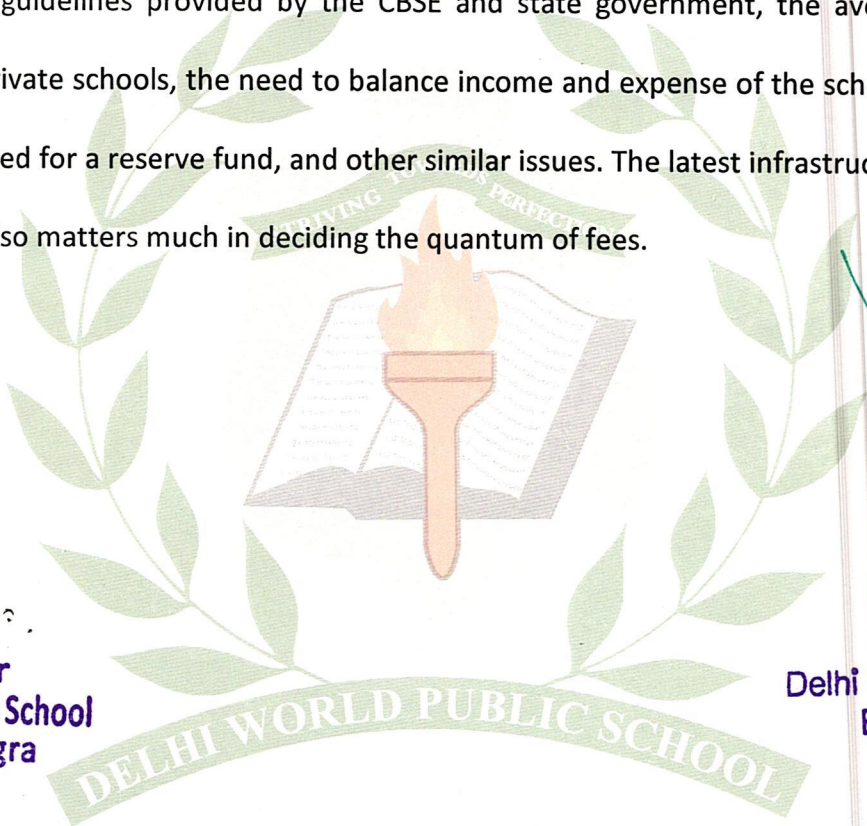 guidelines provided by the CBSE and state government, the ave
ivate schools, the need to balance income and expense of the sch
ed for a reserve fund, and other similar issues. The latest infrastruc
so matters much in deciding the quantum of fees.
STRIVING TOWARDS PERFECTION
r
School
gra
Delhi
DELHI WORLD PUBLIC SCHOOL